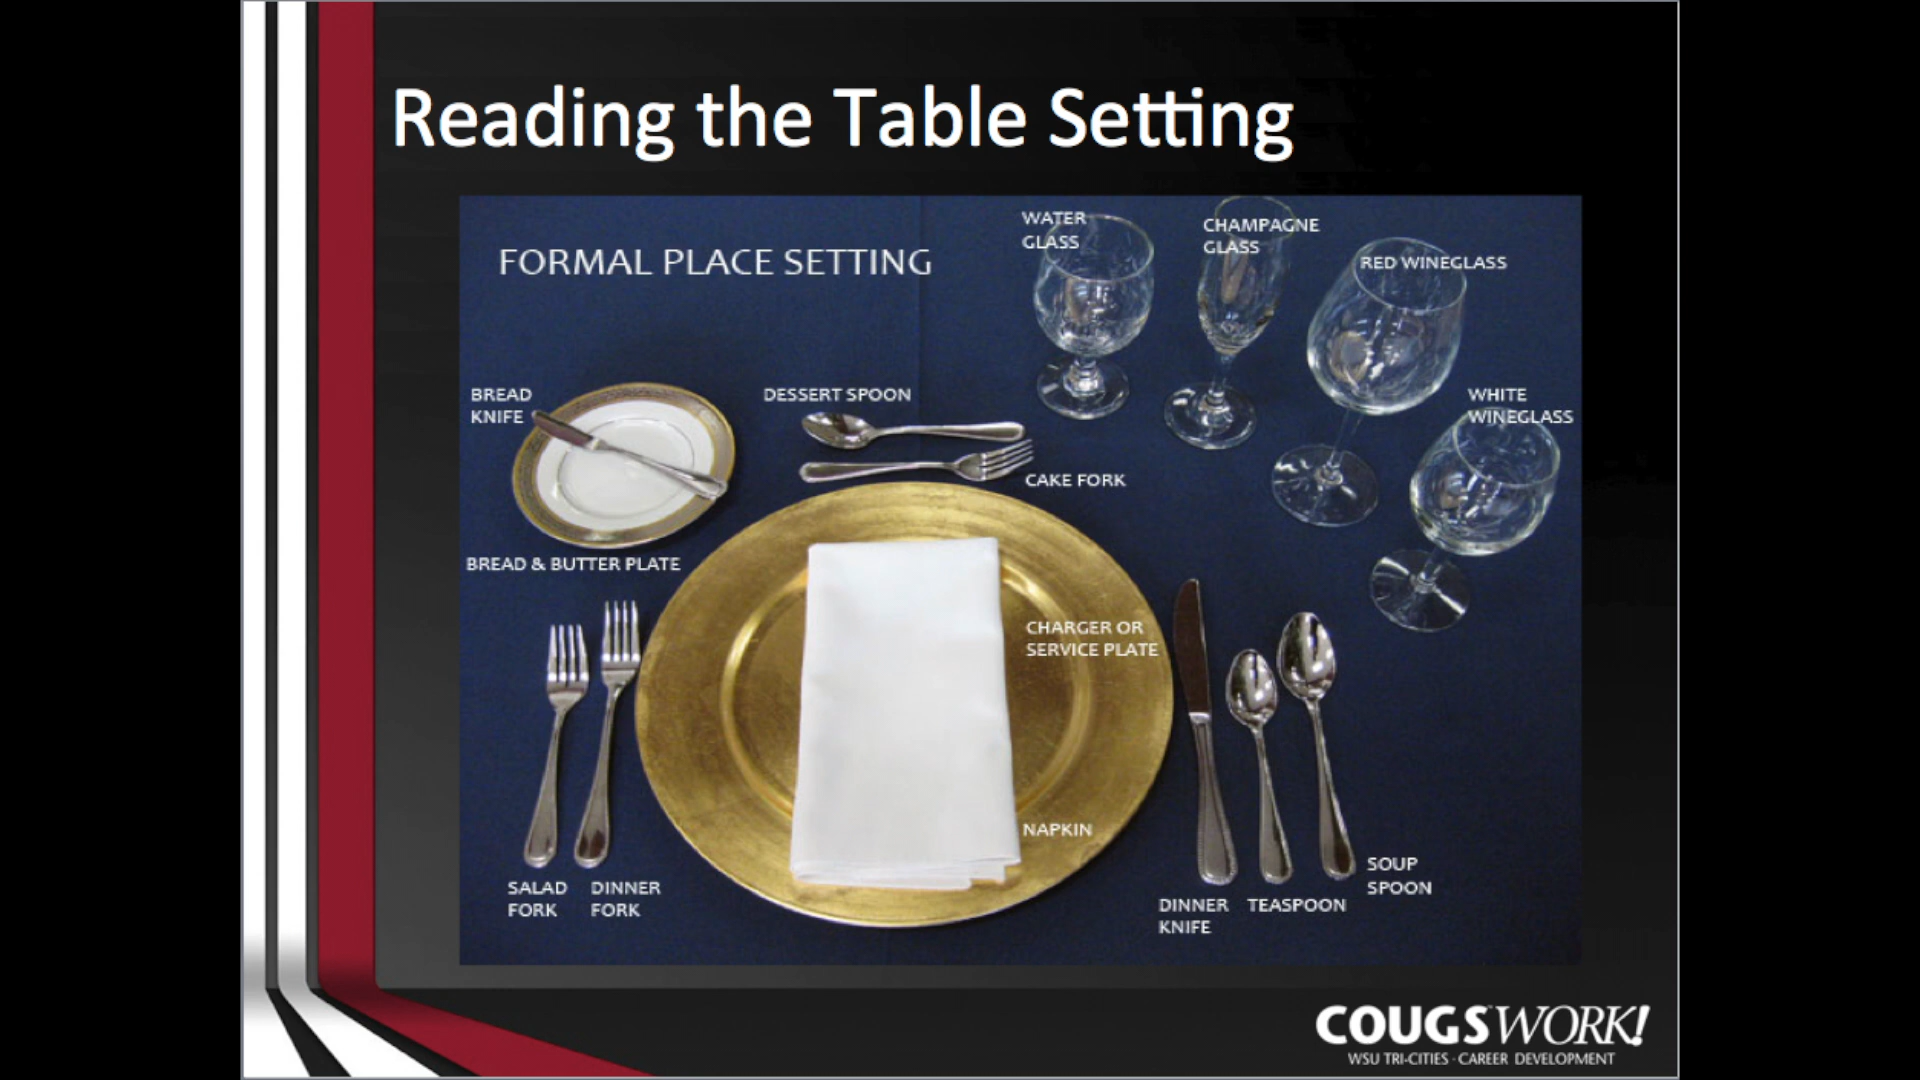 Reading the Table Setting
FORMAL PLACE SETTING
WATER
GLASS
CHAMPAGNE
GLASS
RED WINEGLASS
WHITE
WINEGLASS
BREAD
KNIFE
DESSERT SPOON
CAKE FORK
BREAD & BUTTER PLATE
CHARGER OR
SERVICE PLATE
NAPKIN
SALAD
FORK
DINNER
FORK
DINNER
KNIFE
TEASPOON
SOUP
SPOON
COUGSWORK!
WSU TRI-CITIES · CAREER DEVELOPMENT